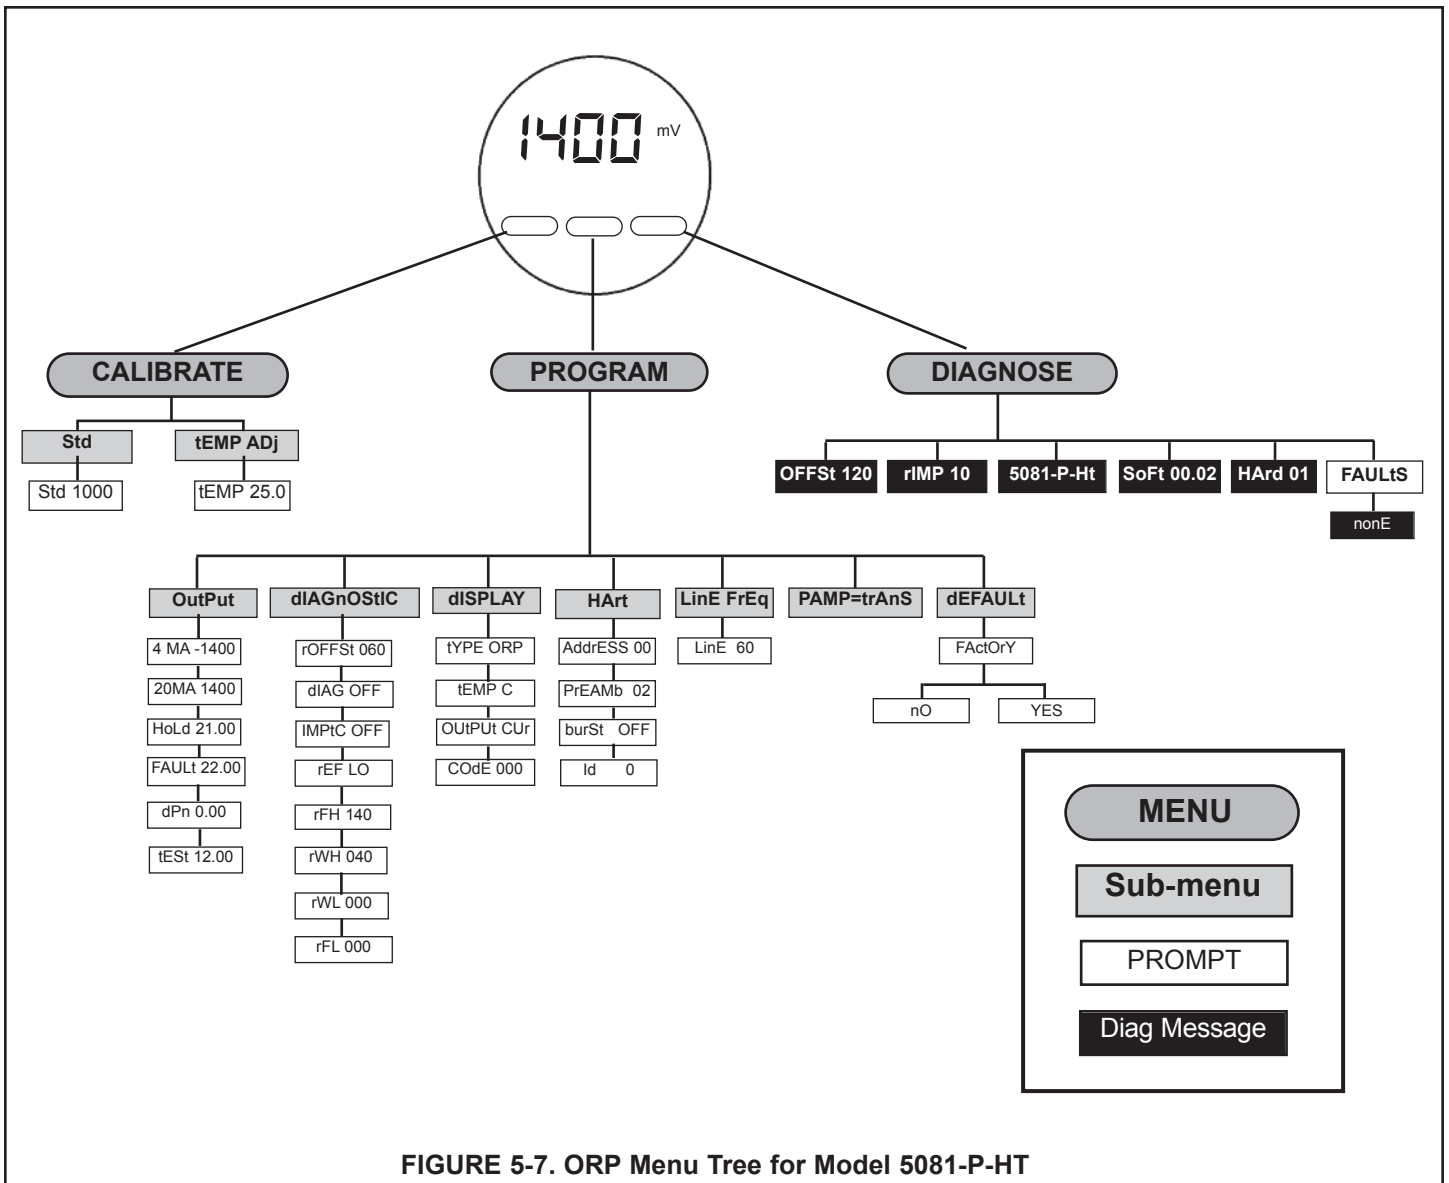 1400 mV
CALIBRATE
PROGRAM
DIAGNOSE
Std
tEMP ADj
Std 1000
tEMP 25.0
OFFSt 120
rIMP 10
5081-P-Ht
SoFt 00.02
HArd 01
FAULtS
nonE
OutPut
dIAGnOStIC
dISPLAY
HArt
LinE FrEq
PAMP=trAnS
dEFAULt
4 MA -1400
20MA 1400
HoLd 21.00
FAULt 22.00
dPn 0.00
tESt 12.00
rOFFSt 060
dIAG OFF
IMPtC OFF
rEF LO
rFH 140
rWH 040
rWL 000
rFL 000
tYPE ORP
tEMP C
OUtPUt CUr
COdE 000
AddrESS 00
PrEAMb 02
burSt OFF
Id 0
LinE 60
FActOrY
nO
YES
MENU
Sub-menu
PROMPT
Diag Message
FIGURE 5-7. ORP Menu Tree for Model 5081-P-HT